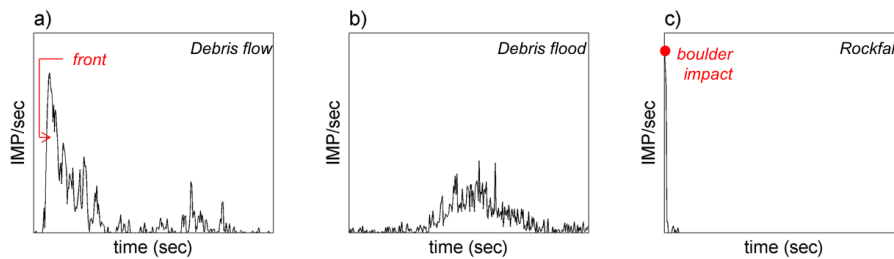 a)
Debris flow
front
IMP/sec
time (sec)
b)
Debris flood
IMP/sec
time (sec)
c)
Rockfal
boulder
impact
IMP/sec
time (sec)